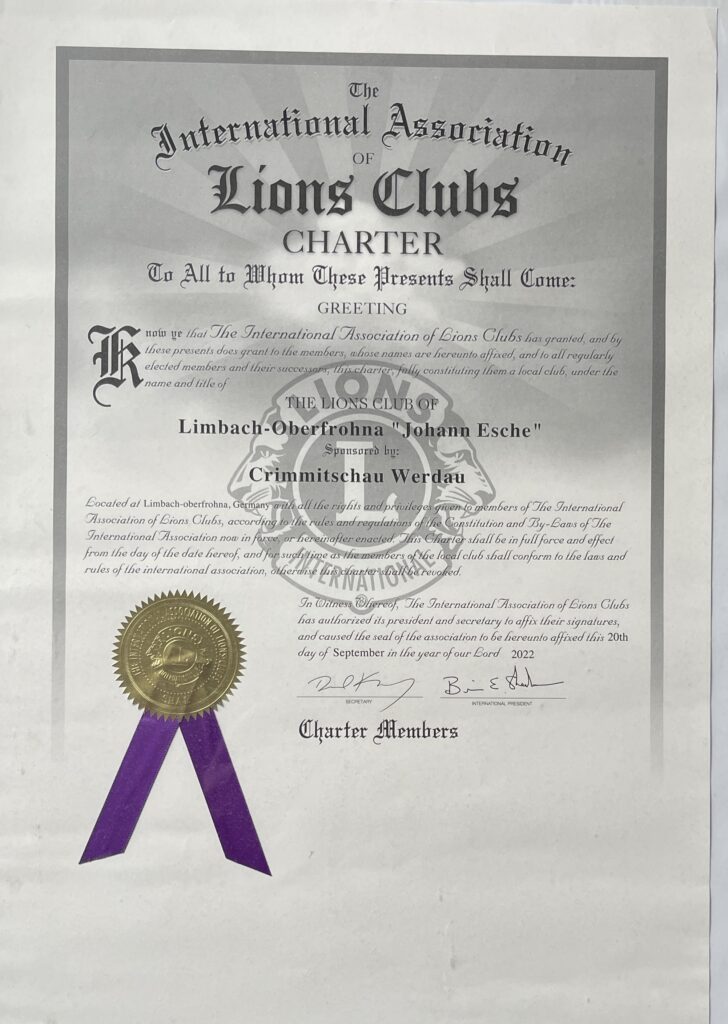 The
International Association
OF
Lions Clubs
CHARTER
To All to Whom These Presents Shall Come:
GREETING
Know ye that The International Association of Lions Clubs has granted, and by
these presents does grant to the members, whose names are hereunto affixed, and to all regularly
elected members and their successors, this charter, fully constituting them a local club, under the
name and title of
THE LIONS CLUB OF
Limbach-Oberfrohna "Johann Esche"
Sponsored by:
Crimmitschau Werdau
LIONS
L
INTERNATIONAL
Located at Limbach-oberfrohna, Germany with all the rights and privileges given to members of The International
Association of Lions Clubs, according to the rules and regulations of the Constitution and By-Laws of The
International Association now in force, or hereinafter enacted. This Charter shall be in full force and effect
from the day of the date hereof, and for such time as the members of the local club shall conform to the laws and
rules of the international association, otherwise this charter shall be revoked.
In Witness Whereof, The International Association of Lions Clubs
has authorized its president and secretary to affix their signatures,
and caused the seal of the association to be hereunto affixed this 20th
day of September in the year of our Lord 2022
SECRETARY
INTERNATIONAL PRESIDENT
Charter Members